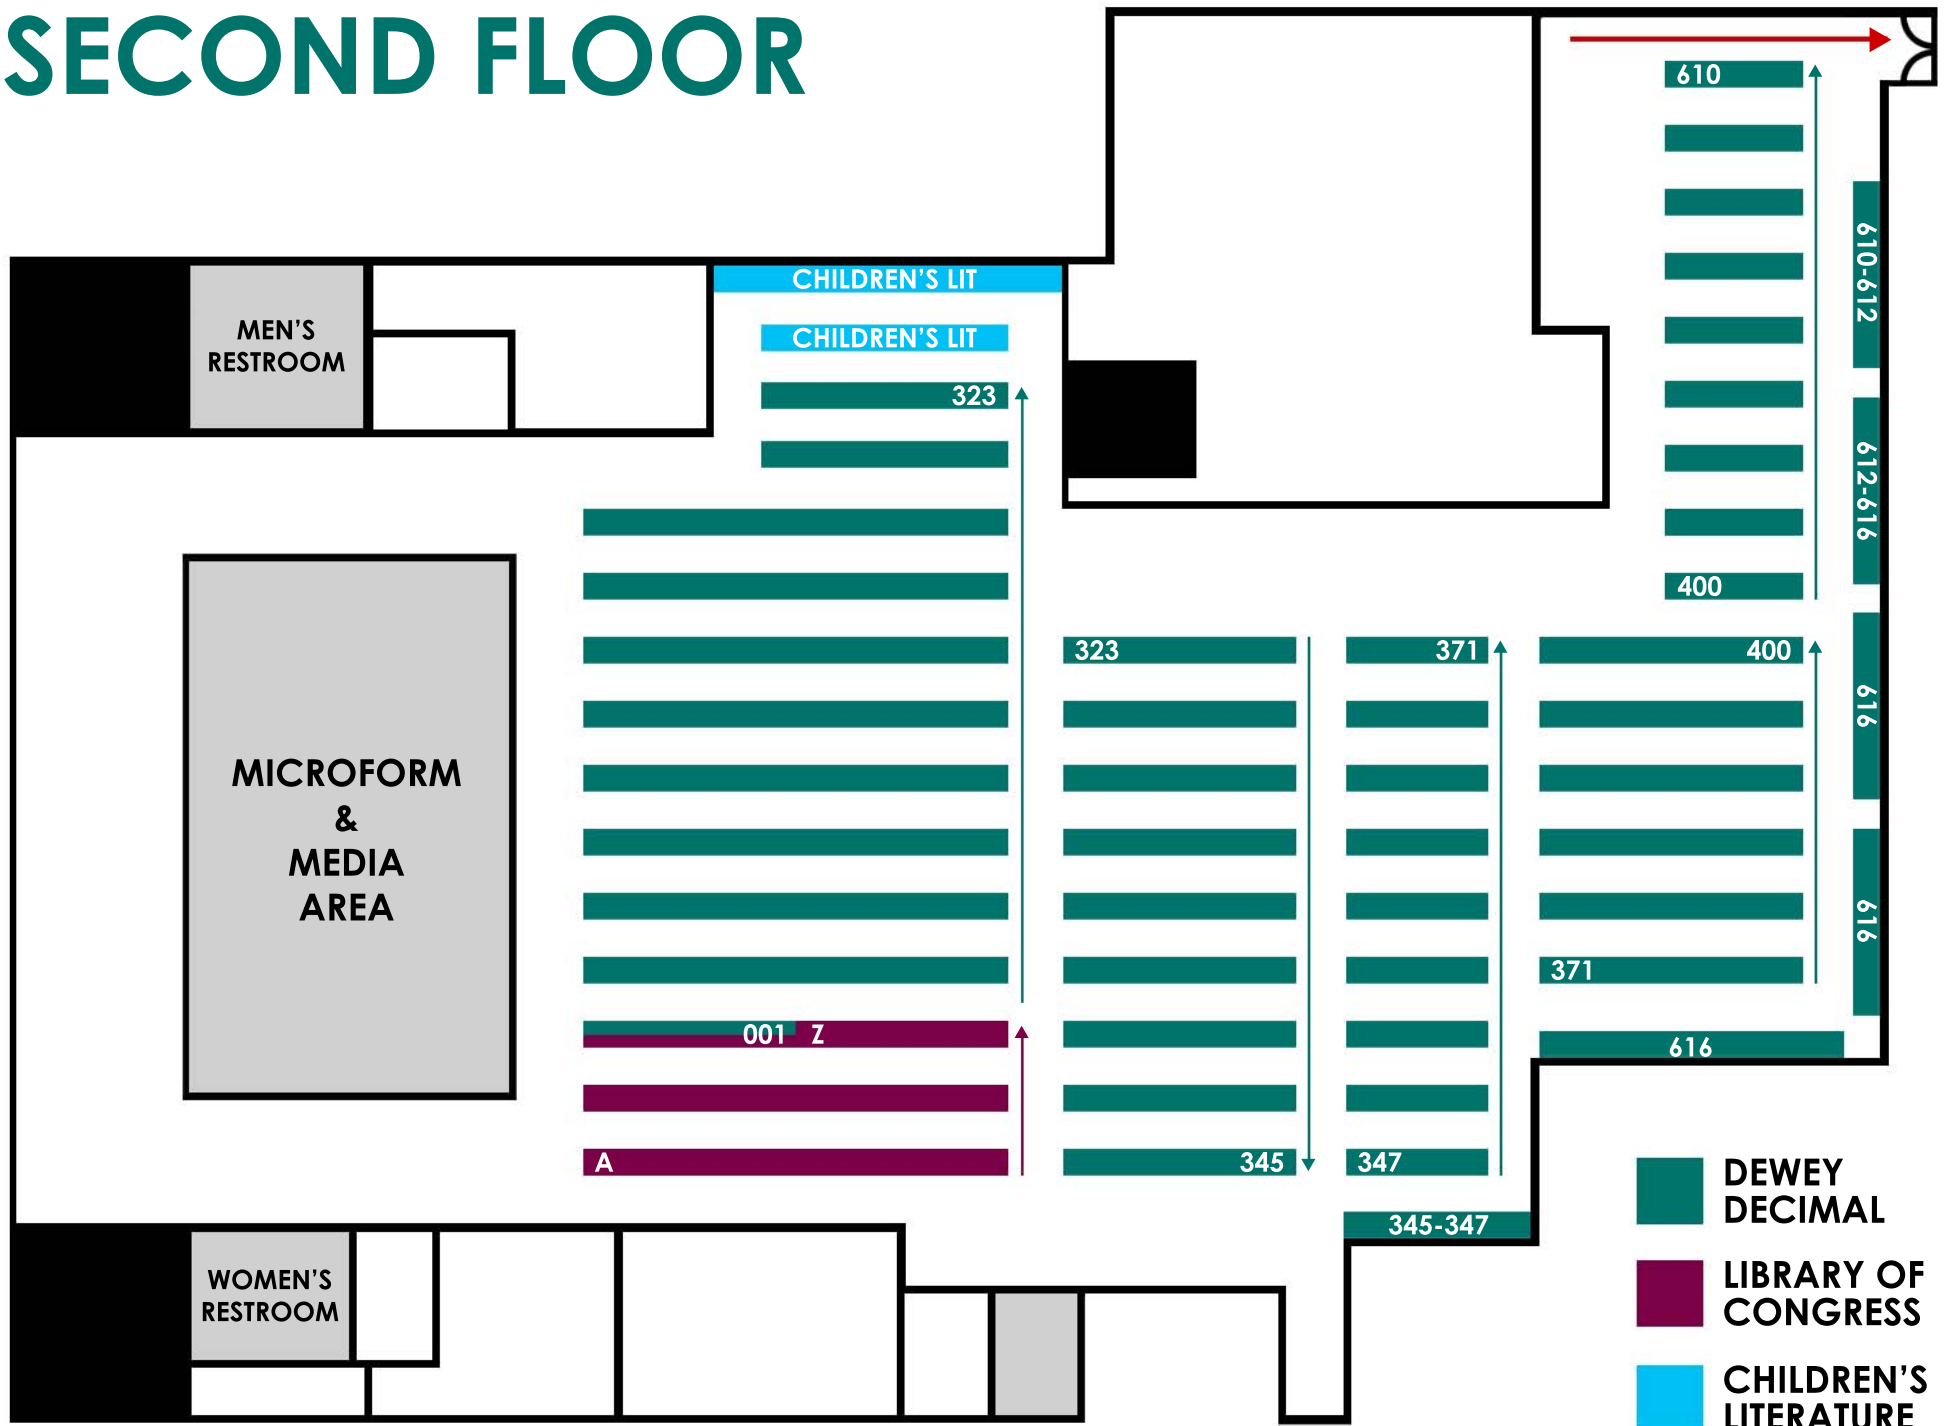 SECOND FLOOR
610
610-612
CHILDREN'S LIT
MEN'S
RESTROOM
CHILDREN'S LIT
323
612-616
400
323
371
400
616
MICROFORM
&
MEDIA
AREA
616
371
001 Z
616
A
345
347
DEWEY
DECIMAL
345-347
WOMEN'S
RESTROOM
LIBRARY OF
CONGRESS
CHILDREN'S
LITERATURE